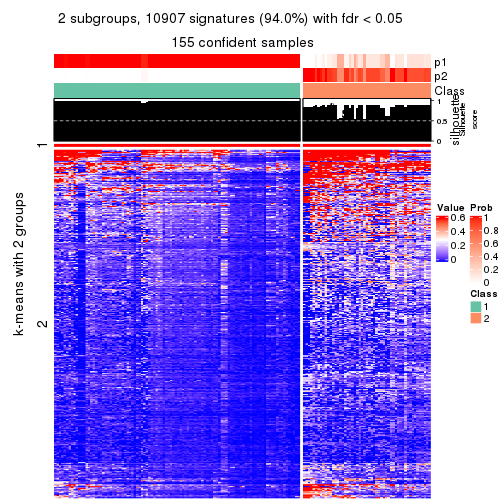 2 subgroups, 10907 signatures (94.0%) with fdr < 0.05
155 confident samples
p1
p2
Class
1
0.5
0
silhouette
Silhouette
score
k-means with 2 groups
1
2
Value
0.6
0.4
0.2
0
Prob
1
0.8
0.6
0.4
0.2
0
Class
1
2